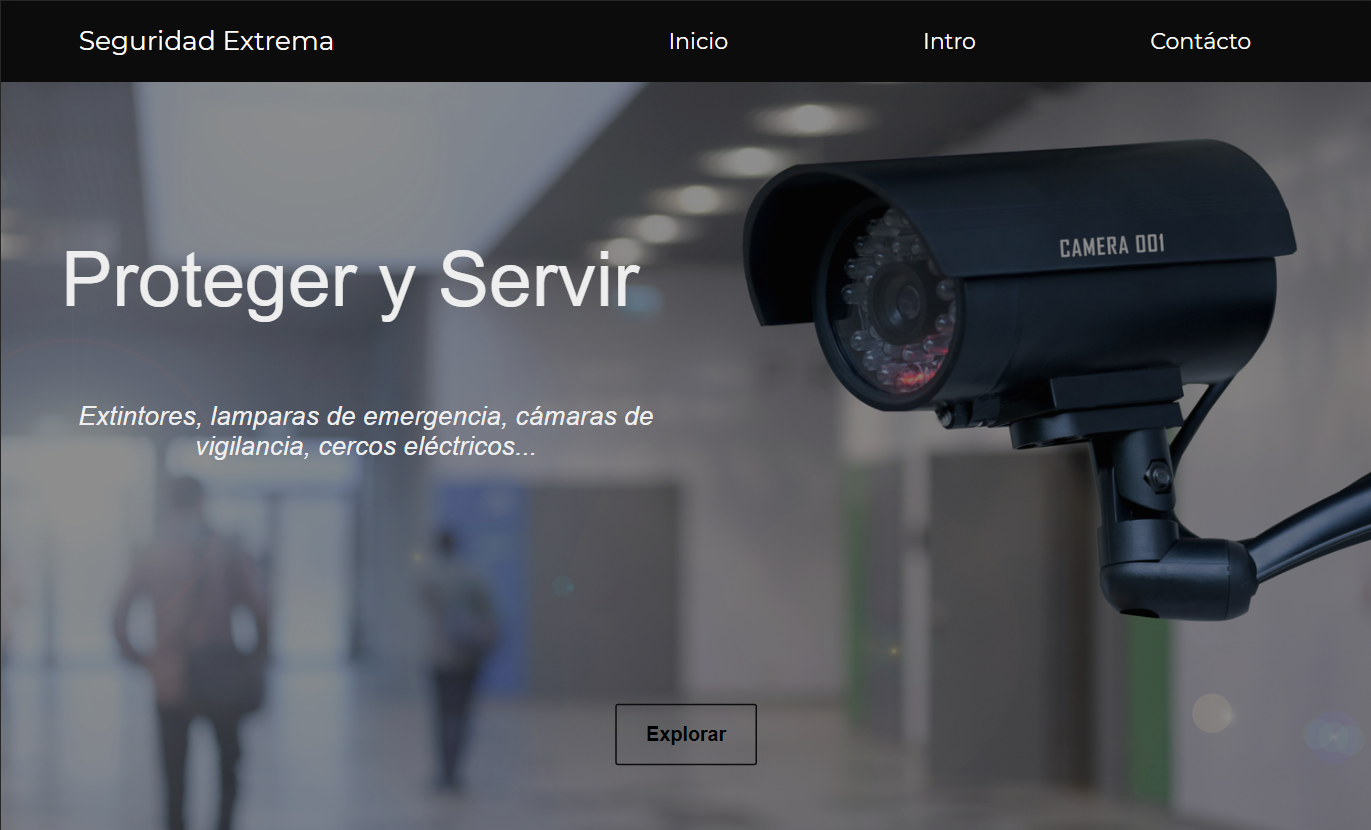 Seguridad Extrema
Inicio
Intro
Contácto
CAMERA 001
Proteger y Servir
Extintores, lamparas de emergencia, cámaras de
vigilancia, cercos eléctricos...
Explorar